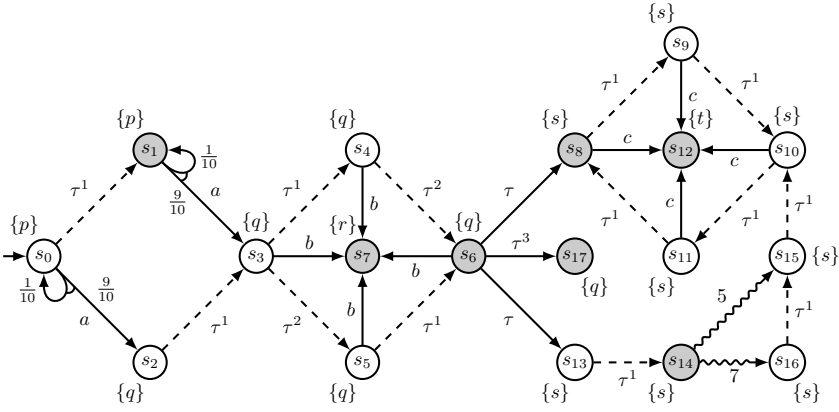 {s}
s9
τ1 τ1
{p} {q} {s} c {t} {s}
s1 1/10 s4 s8 c s12 c s10
τ1 9/10 a τ1 b τ2 τ c τ1 τ1 τ1
{p} {q} {r} {q}
s0 s3 b s7 b s6 τ3 s17 s11 s15 {s}
1/10 9/10 a τ1 τ2 b τ1 τ {q} {s} 5 τ1
s2 s5 s13 τ1 s14 7 s16
{q} {q} {s} {s} {s}